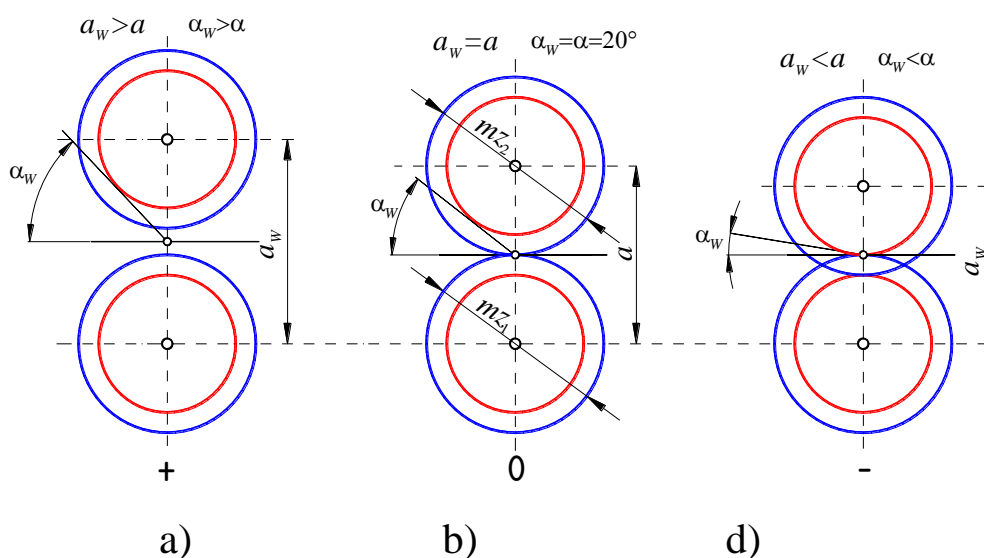 a_W>a   α_W>α
a_W=a   α_W=α=20°
a_W<a   α_W<α
α_W
a_W
mz_2
α_W
a
mz_1
α_W
a_W
+
0
-
a)
b)
d)